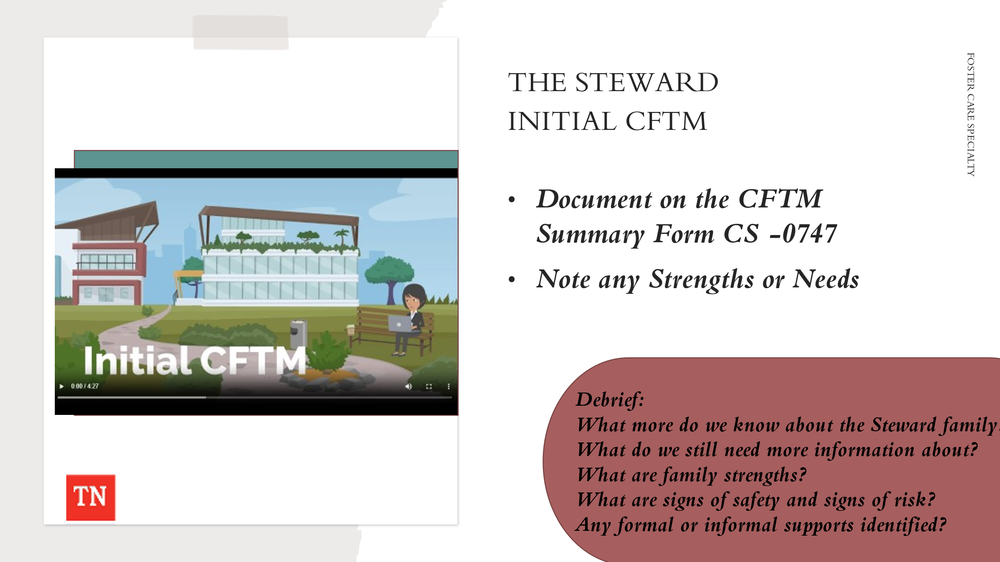 THE STEWARD
INITIAL CFTM
FOSTER CARE SPECIALTY
• Document on the CFTM
Summary Form CS -0747
• Note any Strengths or Needs
Initial CFTM
0:00 / 4:27
TN
Debrief:
What more do we know about the Steward family?
What do we still need more information about?
What are family strengths?
What are signs of safety and signs of risk?
Any formal or informal supports identified?